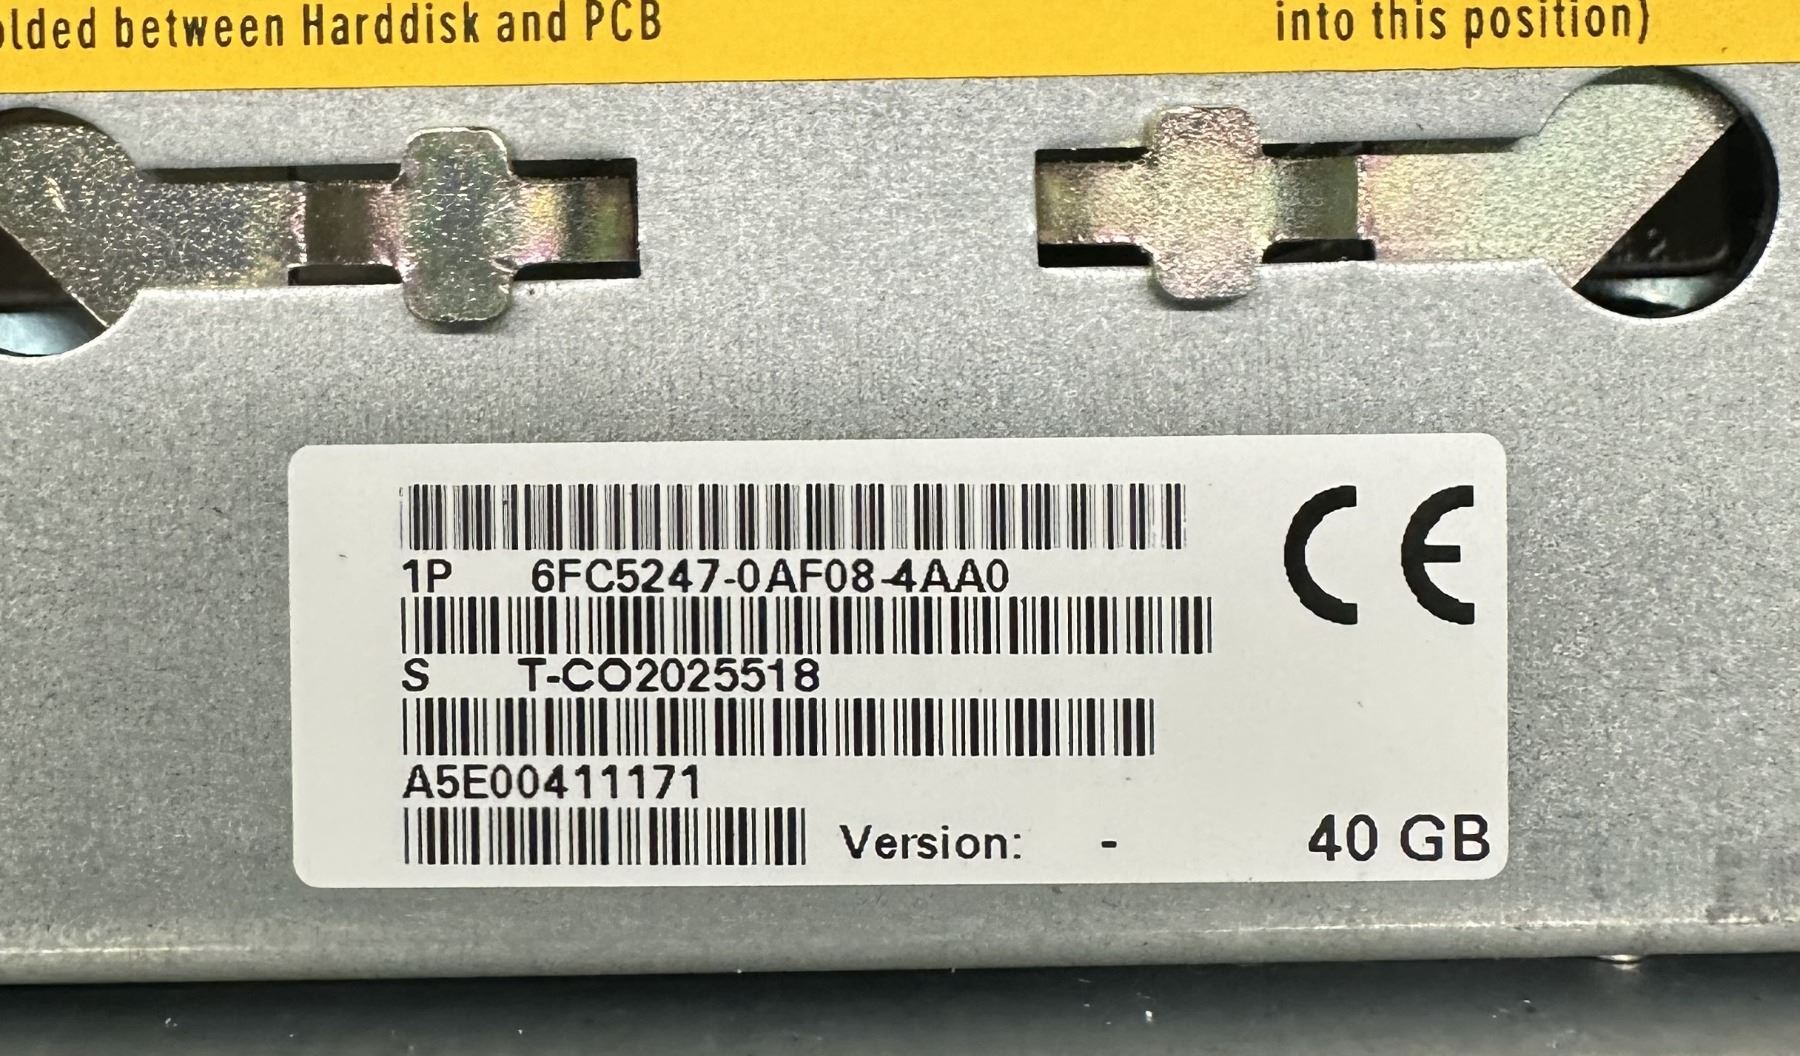 olded between Harddisk and PCB
into this position)
1P 6FC5247-0AF08-4AA0
S T-CO2025518
A5E00411171
Version: -
40 GB
CE